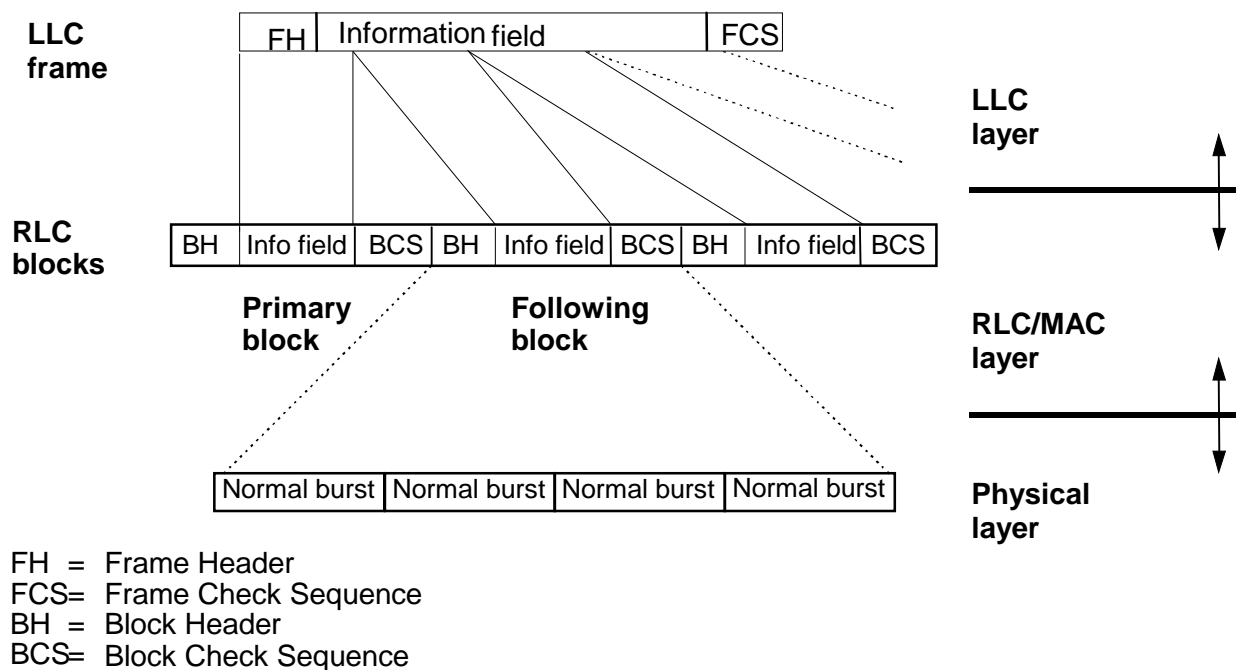 LLC
frame
FH Information field FCS
LLC
layer
RLC
blocks
BH Info field BCS BH Info field BCS BH Info field BCS
Primary
block
Following
block
RLC/MAC
layer
Normal burst Normal burst Normal burst Normal burst
Physical
layer
FH = Frame Header
FCS= Frame Check Sequence
BH = Block Header
BCS= Block Check Sequence